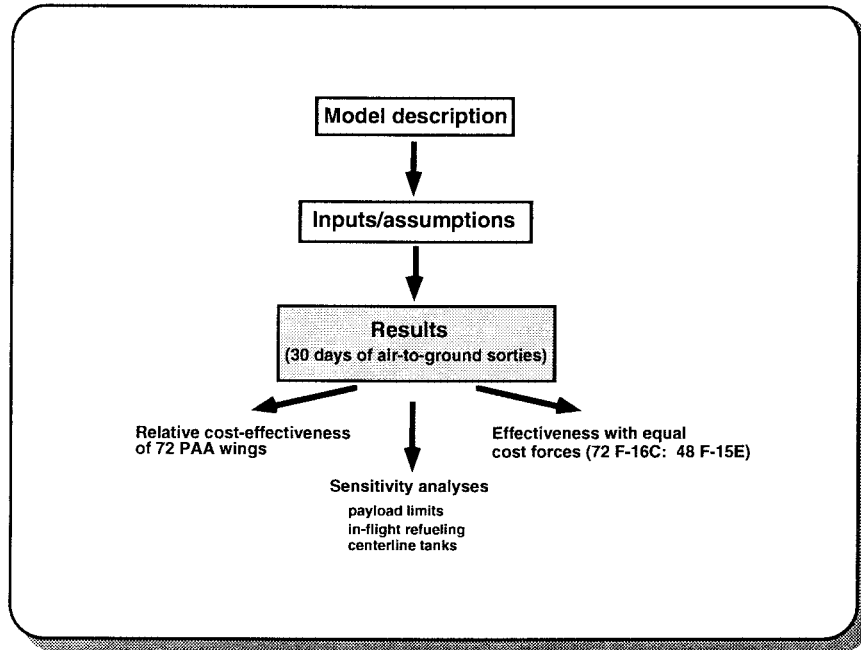 Model description
Inputs/assumptions
Results
(30 days of air-to-ground sorties)
Relative cost-effectiveness
of 72 PAA wings
Effectiveness with equal
cost forces (72 F-16C: 48 F-15E)
Sensitivity analyses
payload limits
in-flight refueling
centerline tanks